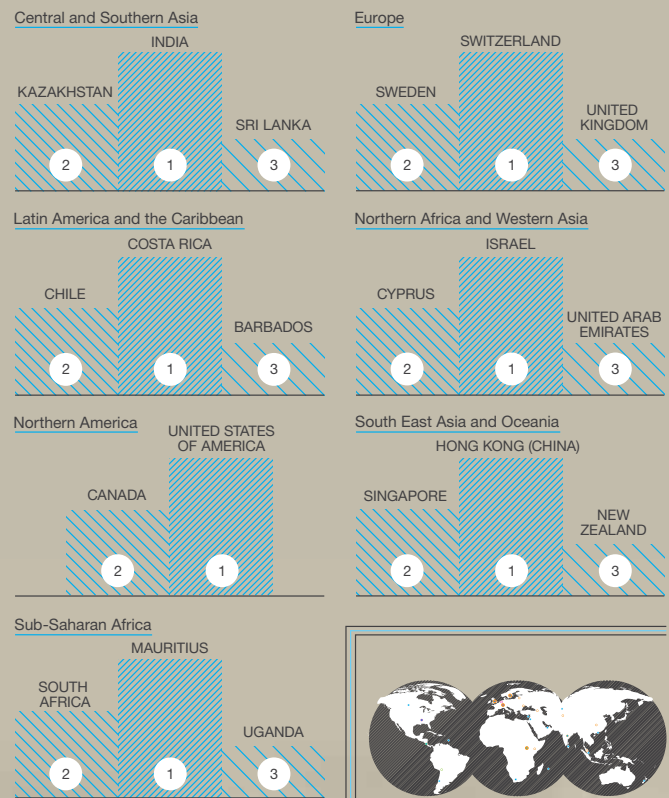 Central and Southern Asia
INDIA
KAZAKHSTAN
SRI LANKA
2
1
3
Europe
SWITZERLAND
SWEDEN
UNITED
KINGDOM
2
1
3
Latin America and the Caribbean
COSTA RICA
CHILE
BARBADOS
2
1
3
Northern Africa and Western Asia
ISRAEL
CYPRUS
UNITED ARAB
EMIRATES
2
1
3
Northern America
UNITED STATES
OF AMERICA
CANADA
2
1
South East Asia and Oceania
HONG KONG (CHINA)
SINGAPORE
NEW
ZEALAND
2
1
3
Sub-Saharan Africa
MAURITIUS
SOUTH
AFRICA
UGANDA
2
1
3